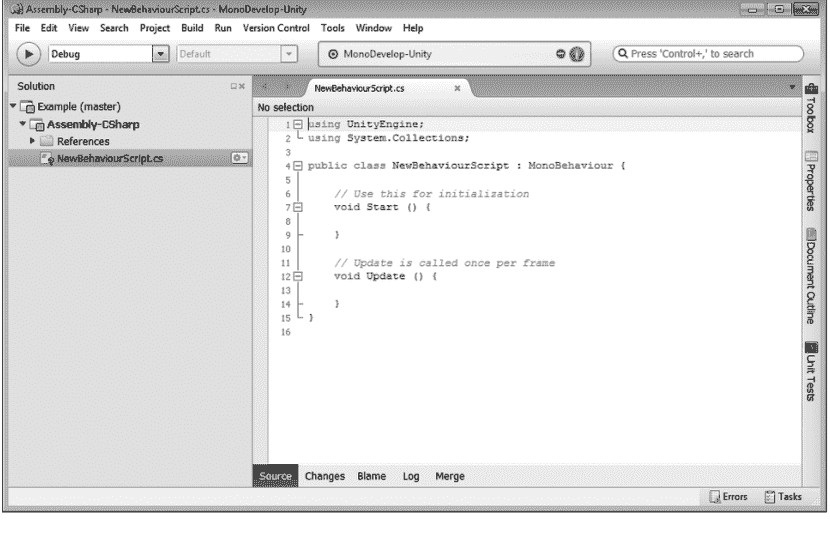 Assembly-CSharp - NewBehaviourScript.cs - MonoDevelop-Unity
File Edit View Search Project Build Run Version Control Tools Window Help
Debug Default MonoDevelop-Unity Press 'Control+,' to search
Solution
Example (master)
Assembly-CSharp
References
NewBehaviourScript.cs
NewBehaviourScript.cs
No selection
1 using UnityEngine;
2 using System.Collections;
3
4 public class NewBehaviourScript : MonoBehaviour {
5
6 // Use this for initialization
7 void Start () {
8
9 }
10
11 // Update is called once per frame
12 void Update () {
13
14 }
15 }
16
Source Changes Blame Log Merge
Toolbox
Properties
Document Outline
Unit Tests
Errors Tasks